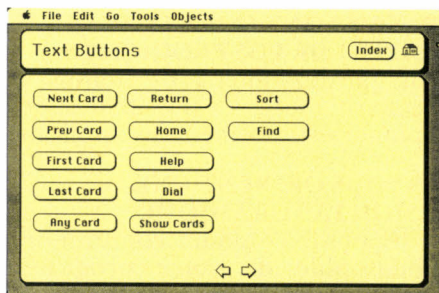 File Edit Go Tools Objects
Text Buttons Index
Next Card Return Sort
Prev Card Home Find
First Card Help
Last Card Dial
Any Card Show Cards